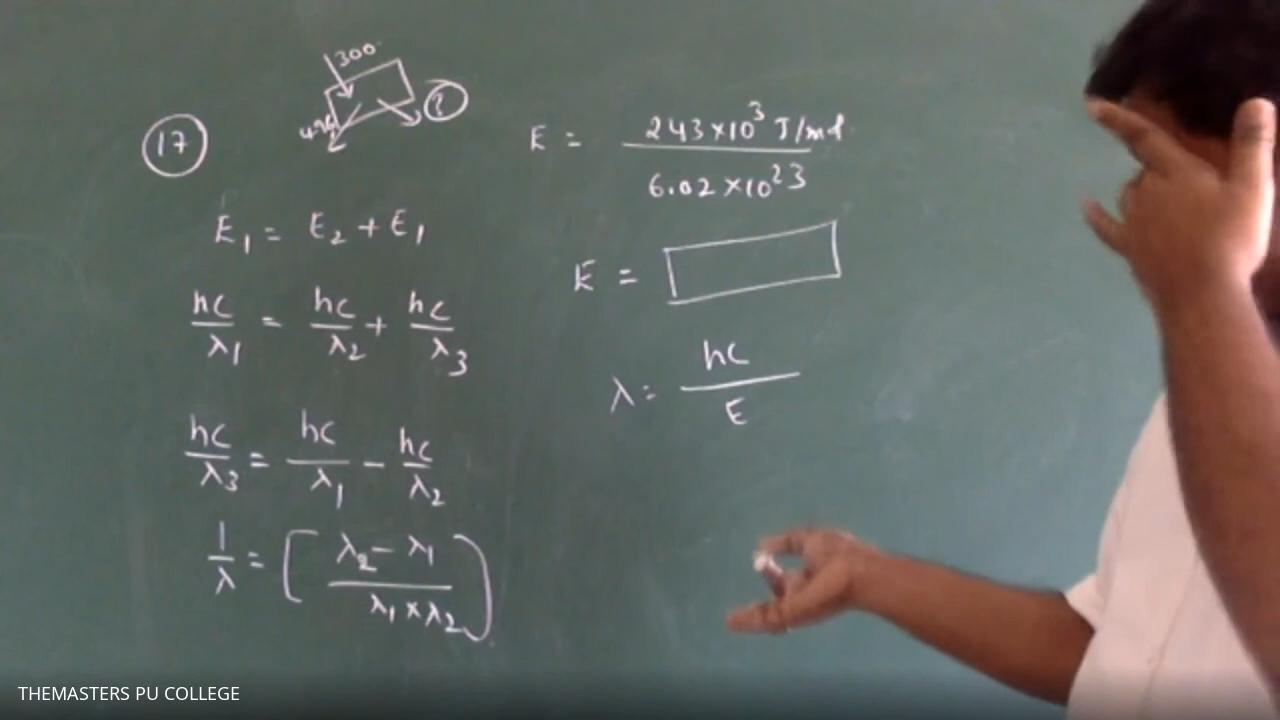 300
?
17
E₁ = E₂ + E₁
hc/λ₁ = hc/λ₂ + hc/λ₃
hc/λ₃ = hc/λ₁ - hc/λ₂
1/λ = (λ₂ - λ₁ / λ₁ × λ₂)
E = 243×10³ J/mol / 6.02×10²³
E =
λ = hc/E
THEMASTERS PU COLLEGE